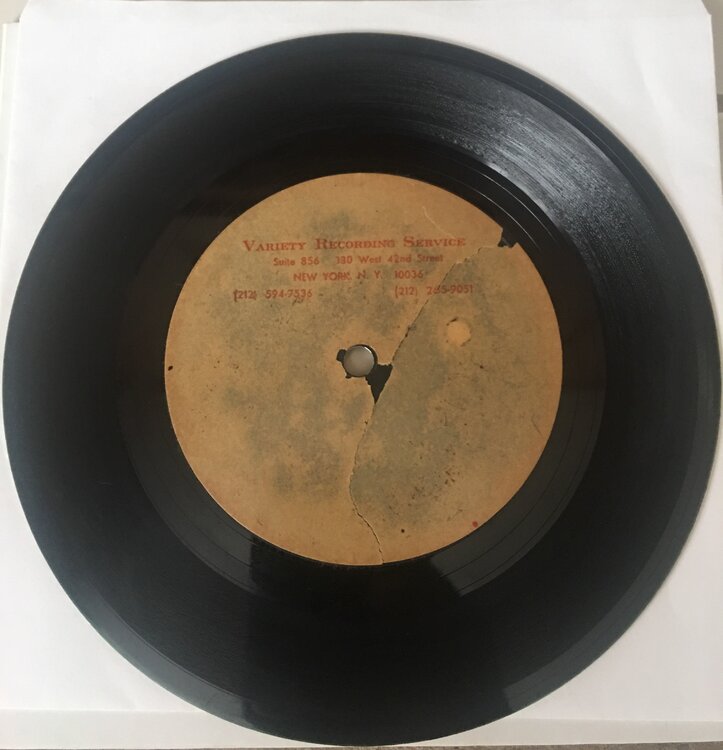 VARIETY RECORDING SERVICE
Suite 856 130 West 42nd Street
NEW YORK, N. Y. 10036
(212) 594-7536 (212) 265-9051